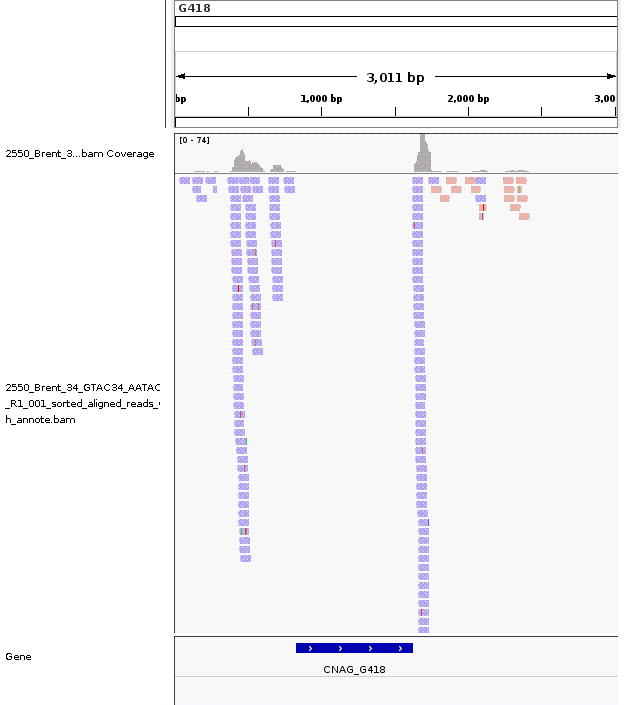 G418
3,011 bp
bp 1,000 bp 2,000 bp 3,00
[0 - 74]
2550_Brent_3...bam Coverage
2550_Brent_34_GTAC34_AATAC
_R1_001_sorted_aligned_reads_
h_annote.bam
Gene
CNAG_G418